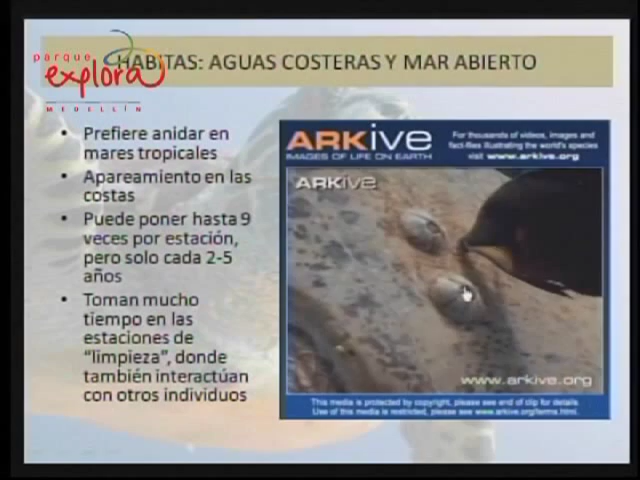 parque
explora
MEDELLÍN
HABITAS: AGUAS COSTERAS Y MAR ABIERTO
• Prefiere anidar en
mares tropicales
• Apareamiento en las
costas
• Puede poner hasta 9
veces por estación,
pero solo cada 2-5
años
• Toman mucho
tiempo en las
estaciones de
“limpieza”, donde
también interactúan
con otros individuos
ARKive
IMAGES OF LIFE ON EARTH
For thousands of videos, images and
fact-files illustrating the world's species
visit www.arkive.org
ARKive
www.arkive.org
This media is protected by copyright, please see end of clip for details.
Use of this media is restricted, please see www.arkive.org/terms.html.